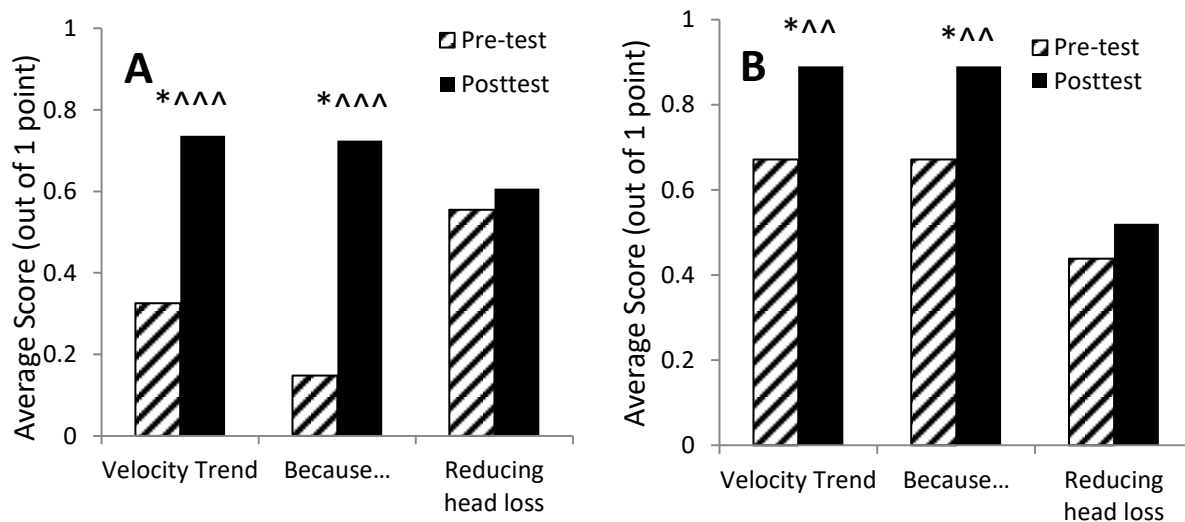 Average Score (out of 1 point)
1
0.8
0.6
0.4
0.2
0
A
Pre-test
Posttest
*^^^
*^^^
Velocity Trend
Because...
Reducing
head loss
Average Score (out of 1 point)
1
0.8
0.6
0.4
0.2
0
B
Pre-test
Posttest
*^^
*^^
Velocity Trend
Because...
Reducing
head loss